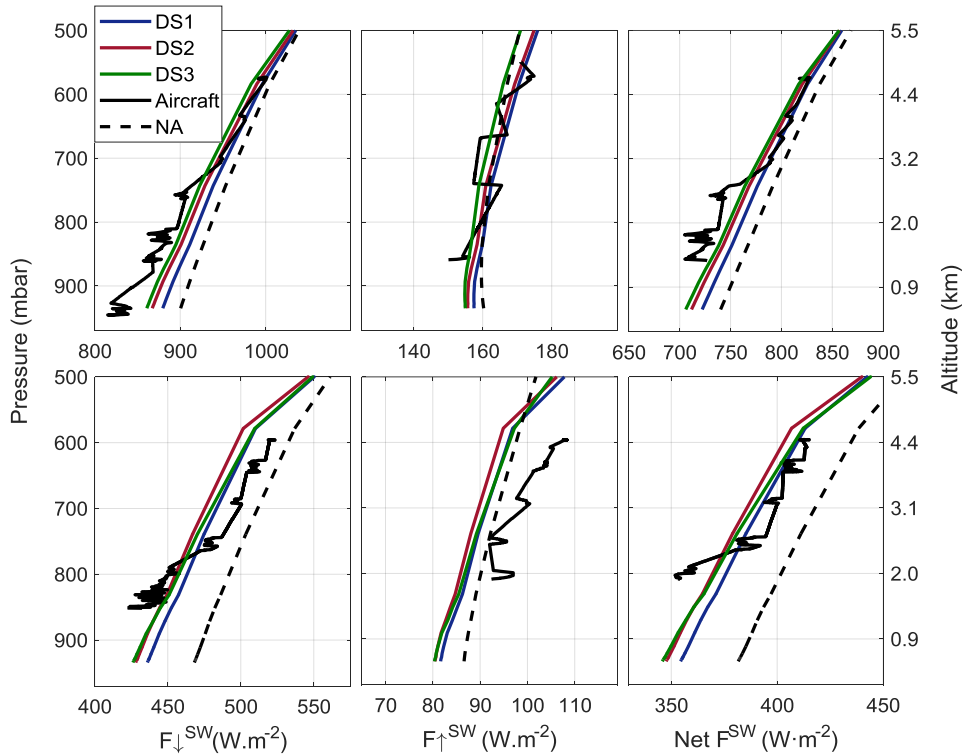 DS1
DS2
DS3
Aircraft
NA
500
600
700
800
900
800 900 1000
140 160 180
5.5
4.4
3.2
2.0
0.9
650 700 750 800 850 900
Pressure (mbar)
Altitude (km)
500
600
700
800
900
400 450 500 550
70 80 90 100 110
5.5
4.4
3.1
2.0
0.9
350 400 450
F↓SW(W.m-2)
F↑SW(W.m-2)
Net FSW (W·m-2)